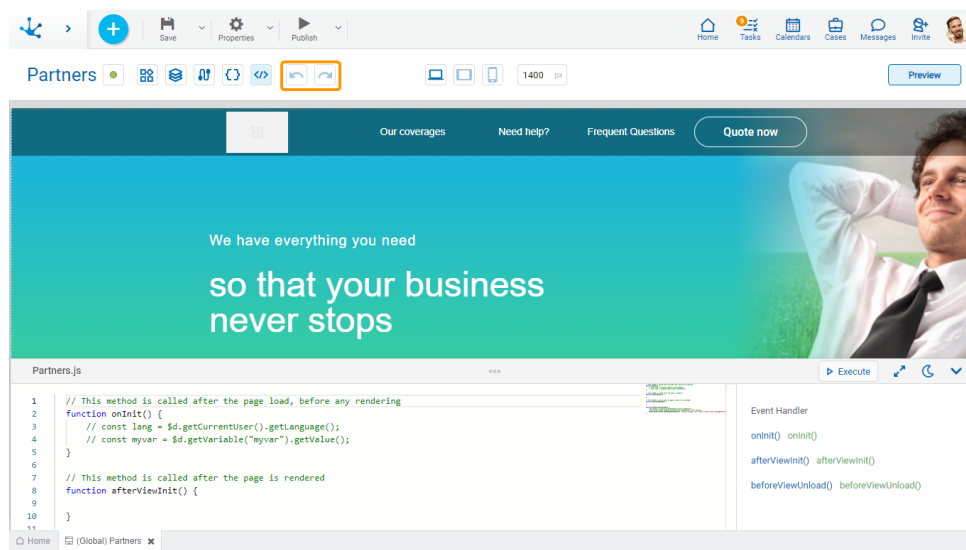 Save
Properties
Publish
Home
9
Tasks
Calendars
Cases
Messages
Invite
Partners
1400 px
Preview
Our coverages
Need help?
Frequent Questions
Quote now
We have everything you need
so that your business
never stops
Partners.js
Execute
1 // This method is called after the page load, before any rendering
2 function onInit() {
3 // const lang = $d.getCurrentUser().getLanguage();
4 // const myvar = $d.getVariable("myvar").getValue();
5 }
6
7 // This method is called after the page is rendered
8 function afterViewInit() {
9
10 }
11
Event Handler
onInit() onInit()
afterViewInit() afterViewInit()
beforeViewUnload() beforeViewUnload()
Home
(Global) Partners